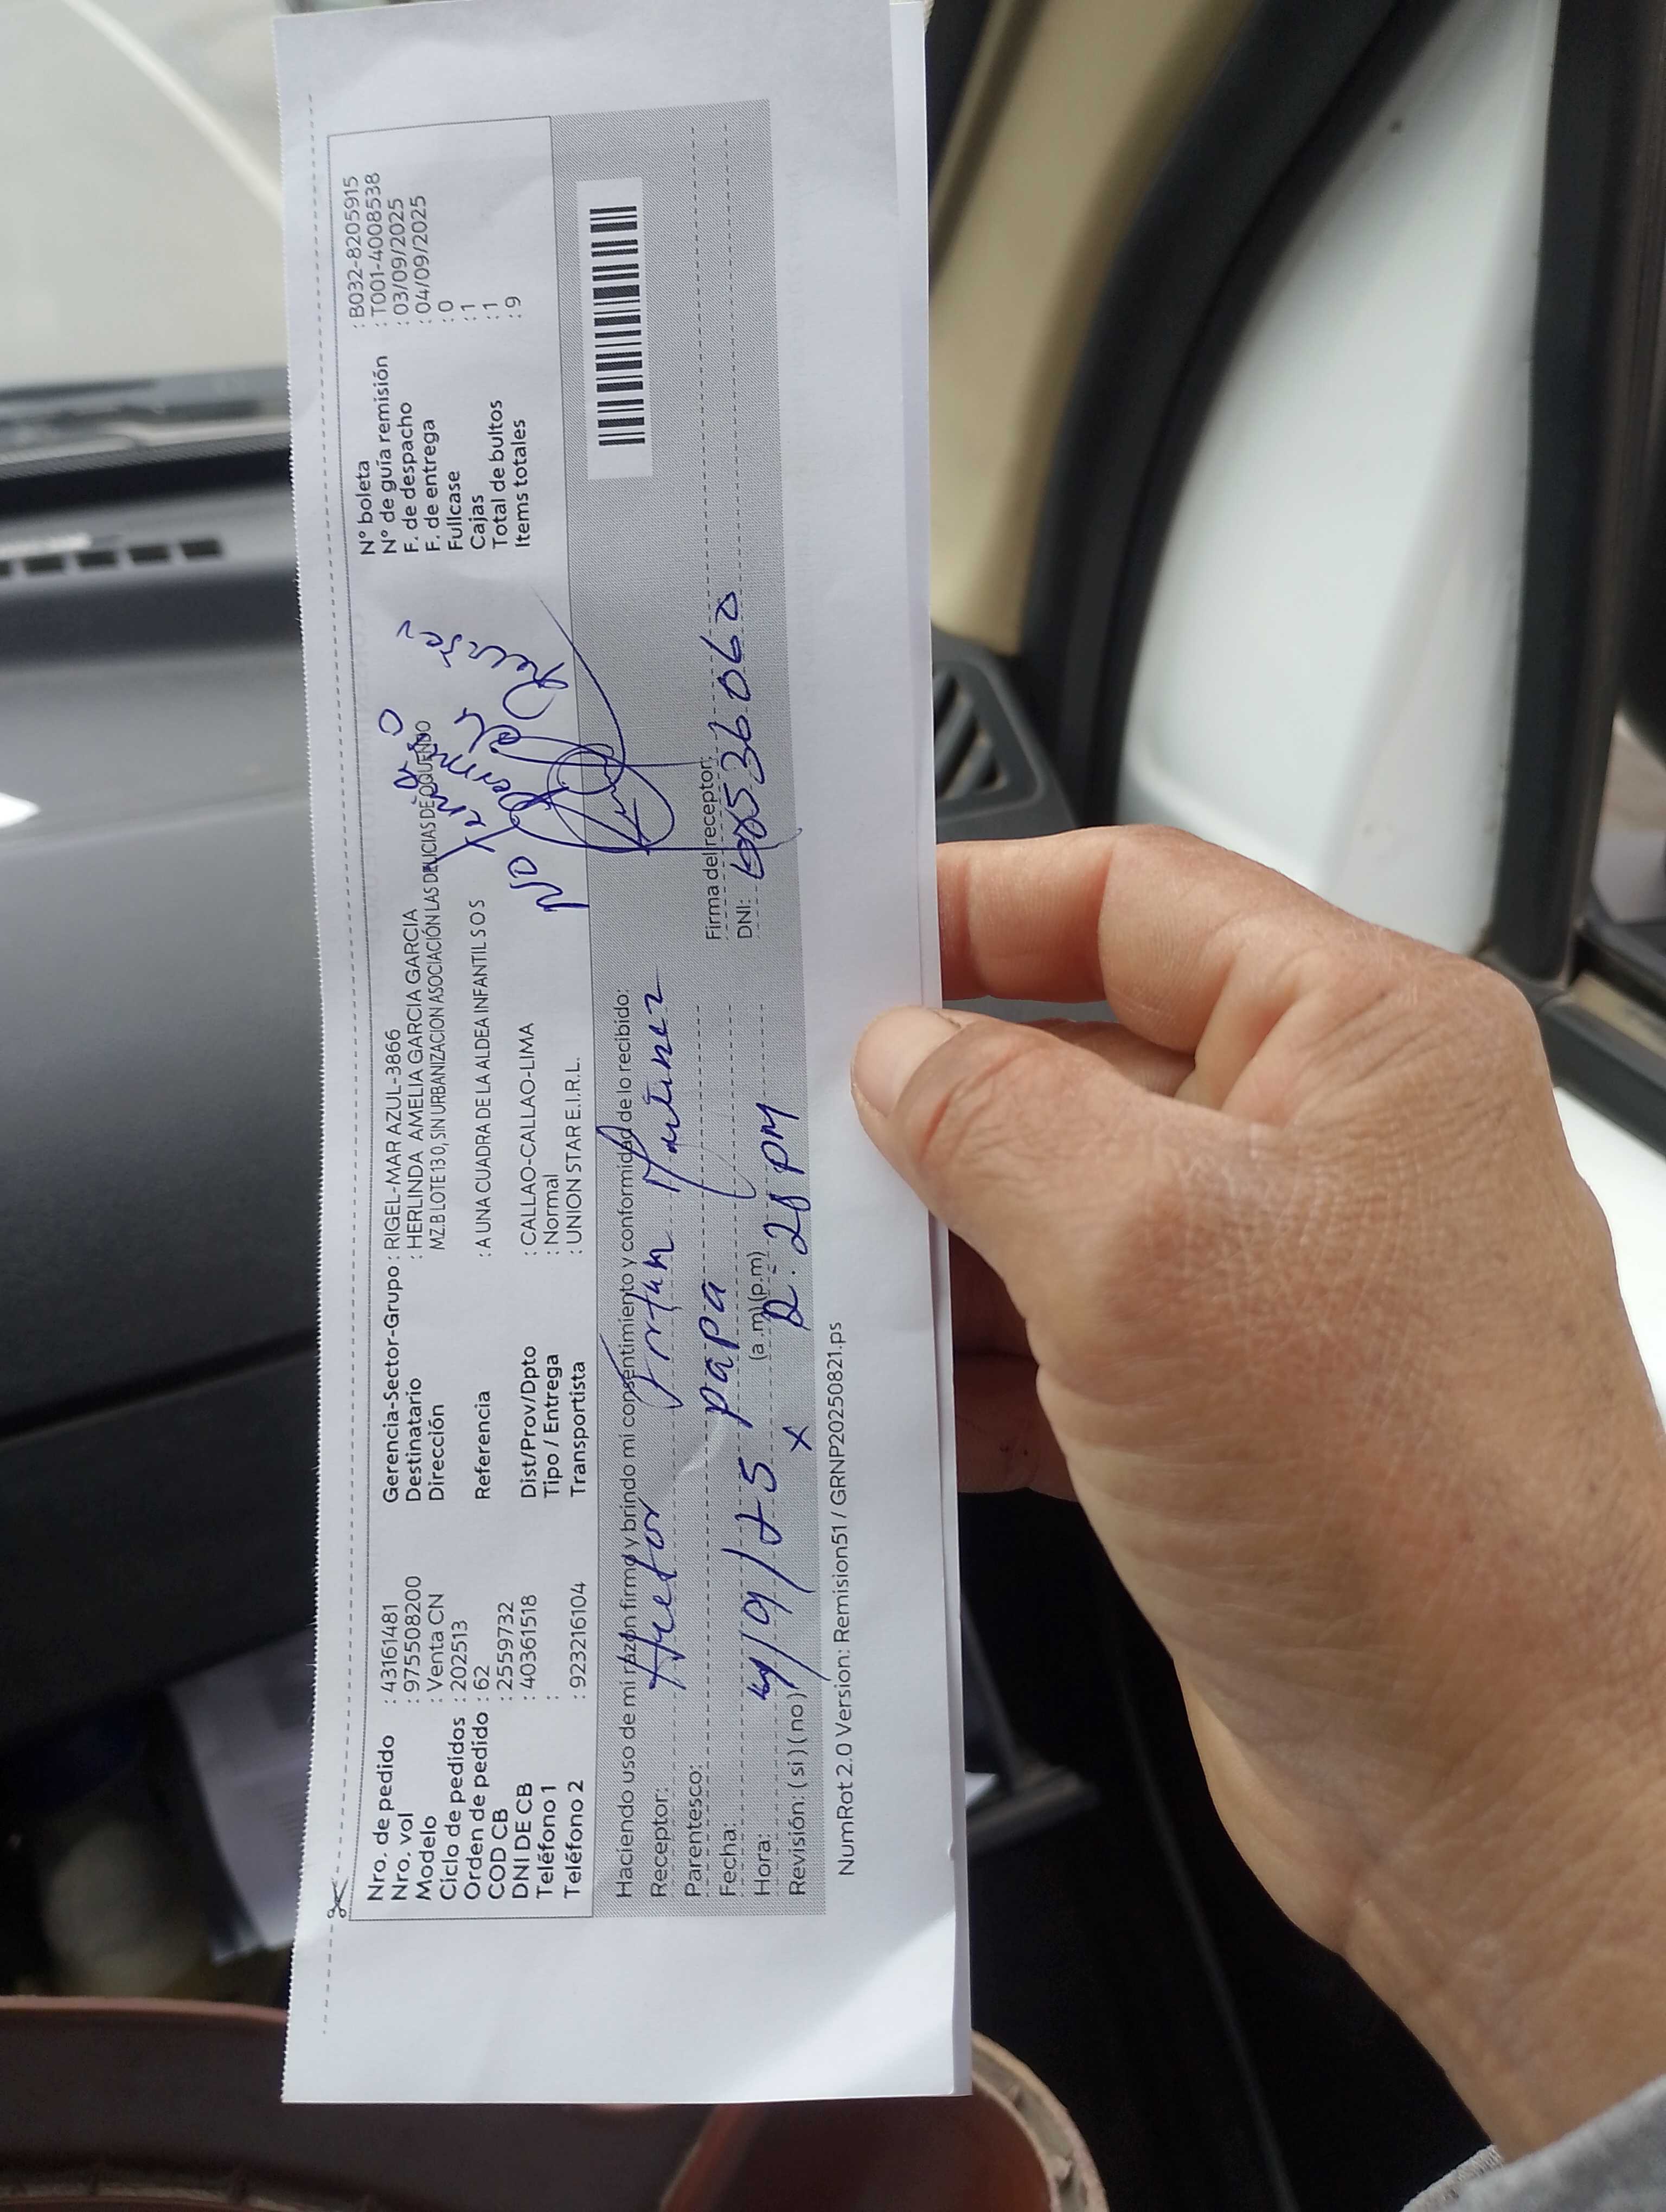 Nro. de pedido : 43161481
Nro. vol : 975508200
Modelo : Venta CN
Ciclo de pedidos : 202513
Orden de pedido : 62
COD CB : 2559732
DNI DE CB : 40361518
Teléfono 1 :
Teléfono 2 : 923216104
Gerencia-Sector-Grupo : RIGEL-MAR AZUL-3866
Destinatario : HERLINDA AMELIA GARCIA GARCIA
Dirección MZ.B LOTE 13 0, SIN URBANIZACION ASOCIACIÓN LAS DELICIAS DE OQUENDO
Referencia : A UNA CUADRA DE LA ALDEA INFANTIL S O S
Dist/Prov/Dpto : CALLAO-CALLAO-LIMA
Tipo / Entrega : Normal
Transportista : UNION STAR E.I.R.L.
N° boleta : B032-8205915
N° de guía remisión : T001-4008538
F. de despacho : 03/09/2025
F. de entrega : 04/09/2025
Fullcase : 0
Cajas : 1
Total de bultos : 1
Items totales : 9
NO
Haciendo uso de mi razón firmo y brindo mi consentimiento y conformidad de lo recibido:
Receptor: Hector Martinez
Parentesco: papa
Fecha: 4/9/25
Hora: (a.m) (p.m) 2:28 PM
Revisión: ( si ) ( no ) x
Firma del receptor:
DNI:
NumRot 2.0 Version: Remision51 / GRNP20250821.ps